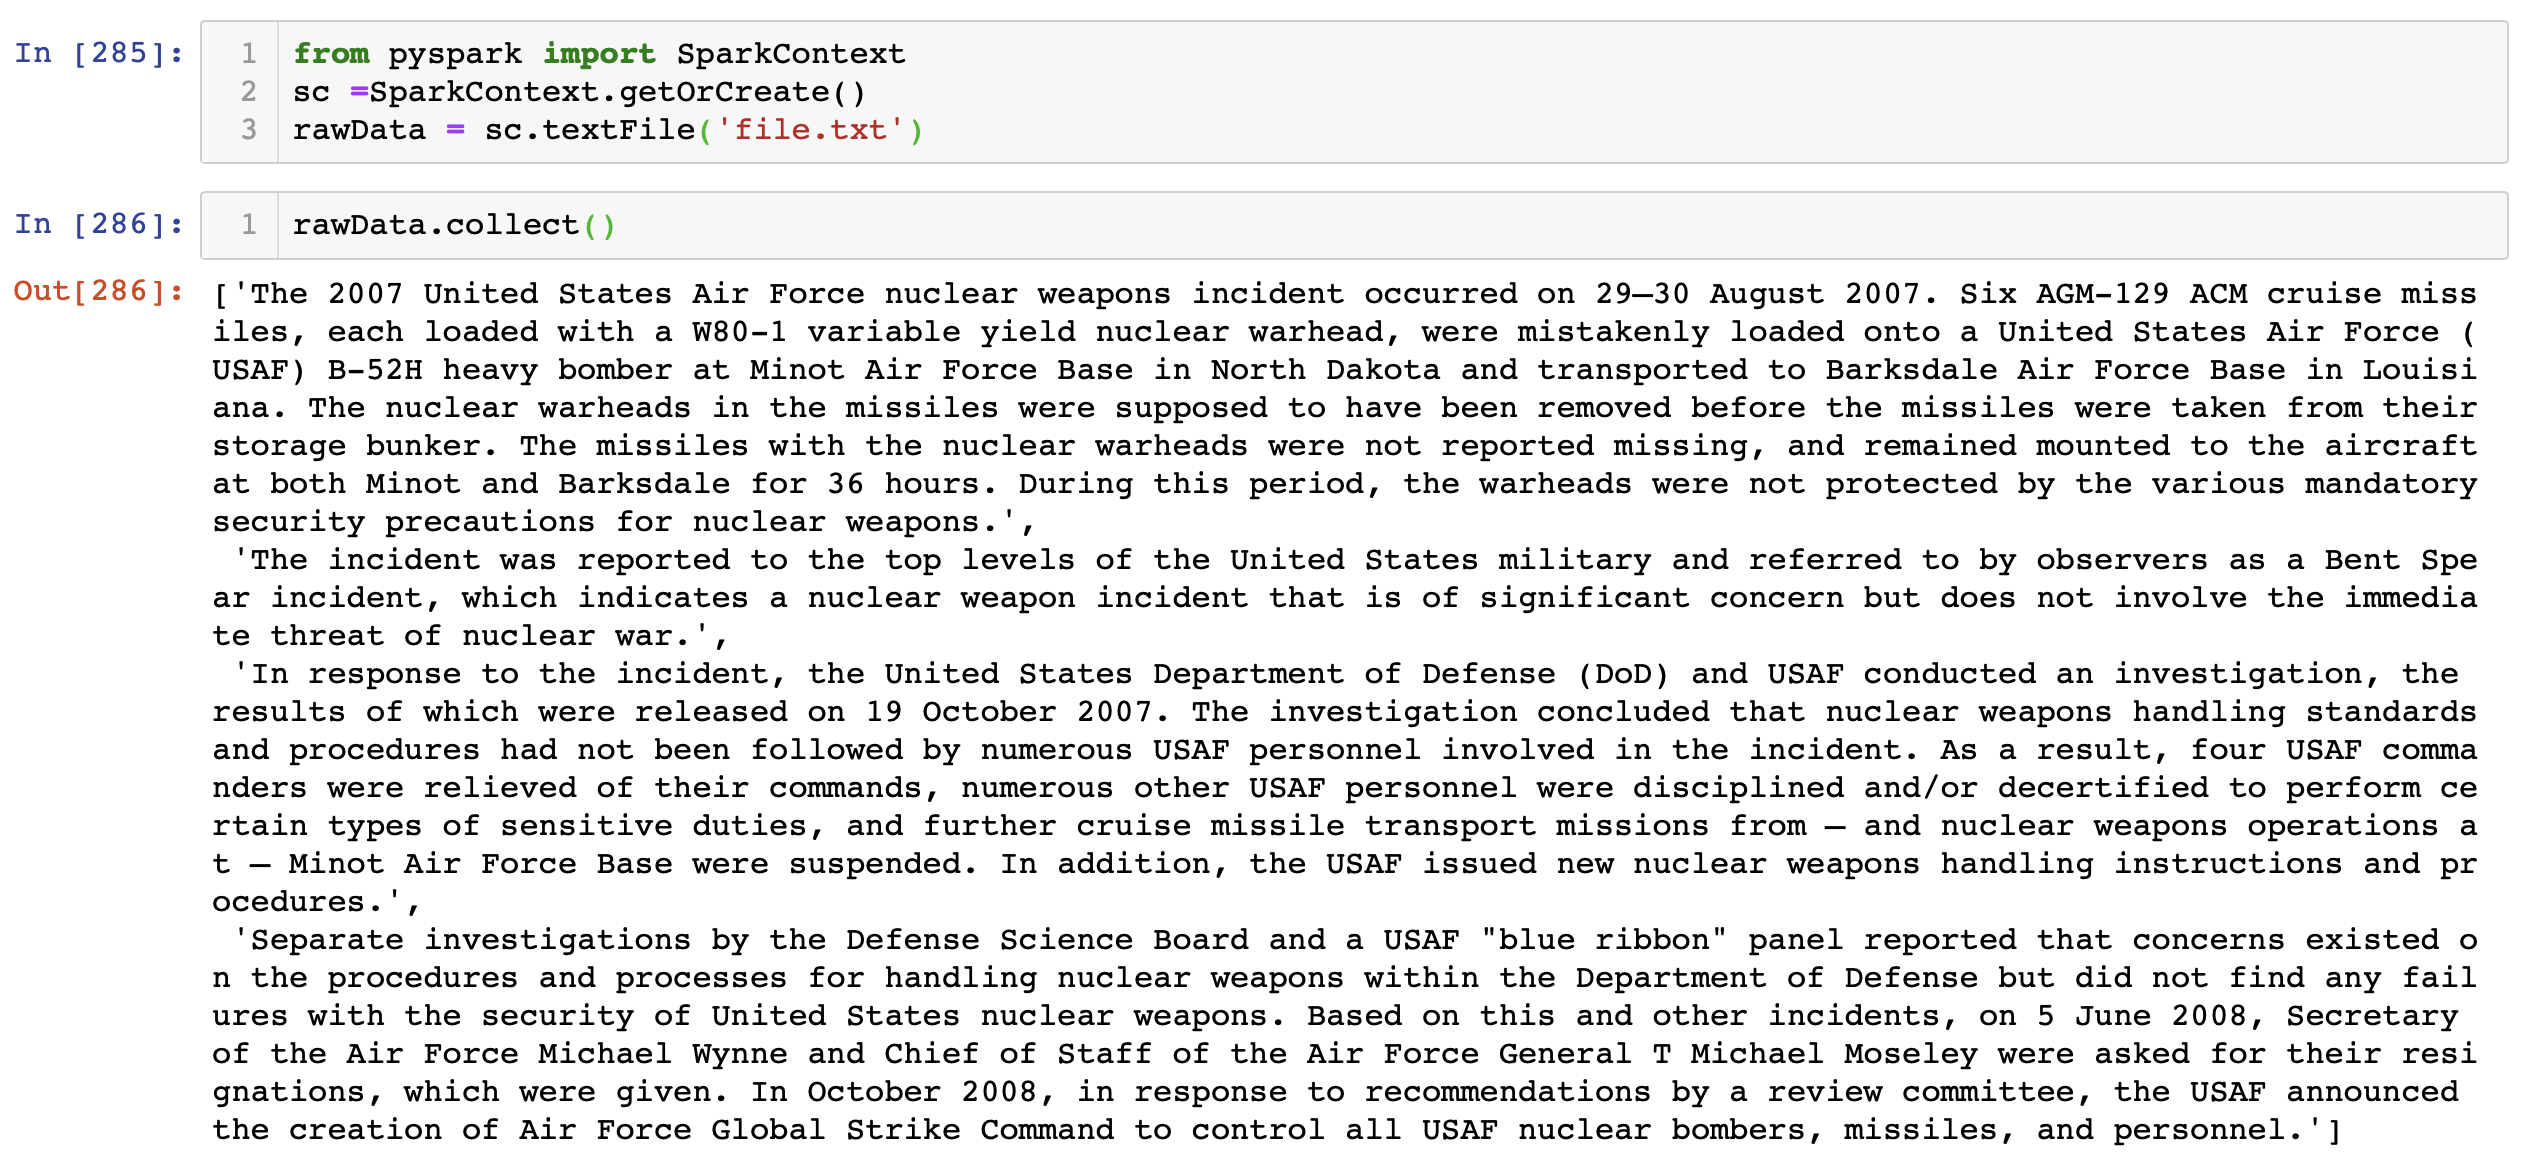 In [285]:
1 from pyspark import SparkContext
2 sc =SparkContext.getOrCreate()
3 rawData = sc.textFile('file.txt')
In [286]:
1 rawData.collect()
Out[286]:
['The 2007 United States Air Force nuclear weapons incident occurred on 29–30 August 2007. Six AGM-129 ACM cruise miss
iles, each loaded with a W80-1 variable yield nuclear warhead, were mistakenly loaded onto a United States Air Force (
USAF) B-52H heavy bomber at Minot Air Force Base in North Dakota and transported to Barksdale Air Force Base in Louisi
ana. The nuclear warheads in the missiles were supposed to have been removed before the missiles were taken from their
storage bunker. The missiles with the nuclear warheads were not reported missing, and remained mounted to the aircraft
at both Minot and Barksdale for 36 hours. During this period, the warheads were not protected by the various mandatory
security precautions for nuclear weapons.',
'The incident was reported to the top levels of the United States military and referred to by observers as a Bent Spe
ar incident, which indicates a nuclear weapon incident that is of significant concern but does not involve the immedia
te threat of nuclear war.',
'In response to the incident, the United States Department of Defense (DoD) and USAF conducted an investigation, the
results of which were released on 19 October 2007. The investigation concluded that nuclear weapons handling standards
and procedures had not been followed by numerous USAF personnel involved in the incident. As a result, four USAF comma
nders were relieved of their commands, numerous other USAF personnel were disciplined and/or decertified to perform ce
rtain types of sensitive duties, and further cruise missile transport missions from – and nuclear weapons operations a
t – Minot Air Force Base were suspended. In addition, the USAF issued new nuclear weapons handling instructions and pr
ocedures.',
'Separate investigations by the Defense Science Board and a USAF "blue ribbon" panel reported that concerns existed o
n the procedures and processes for handling nuclear weapons within the Department of Defense but did not find any fail
ures with the security of United States nuclear weapons. Based on this and other incidents, on 5 June 2008, Secretary
of the Air Force Michael Wynne and Chief of Staff of the Air Force General T Michael Moseley were asked for their resi
gnations, which were given. In October 2008, in response to recommendations by a review committee, the USAF announced
the creation of Air Force Global Strike Command to control all USAF nuclear bombers, missiles, and personnel.']